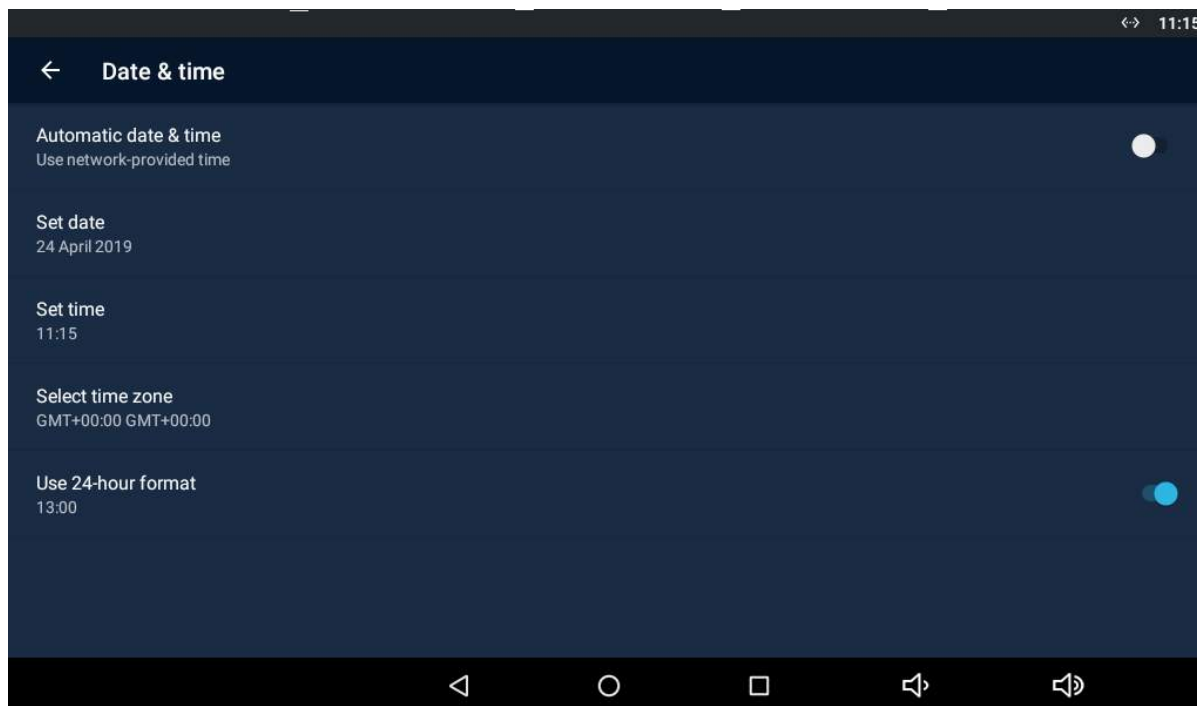 11:15
Date & time
Automatic date & time
Use network-provided time
Set date
24 April 2019
Set time
11:15
Select time zone
GMT+00:00 GMT+00:00
Use 24-hour format
13:00